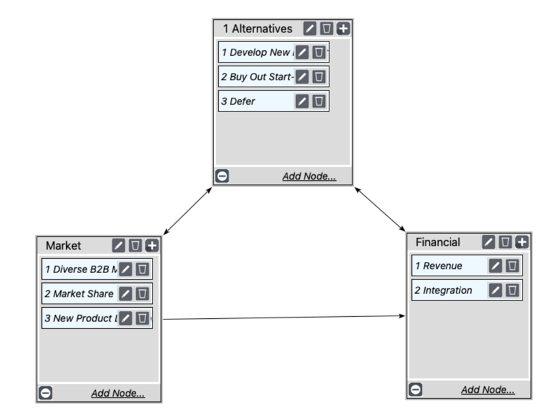 1 Alternatives
1 Develop New
2 Buy Out Start-
3 Defer
Add Node...
Market
1 Diverse B2B
2 Market Share
3 New Product
Add Node...
Financial
1 Revenue
2 Integration
Add Node...